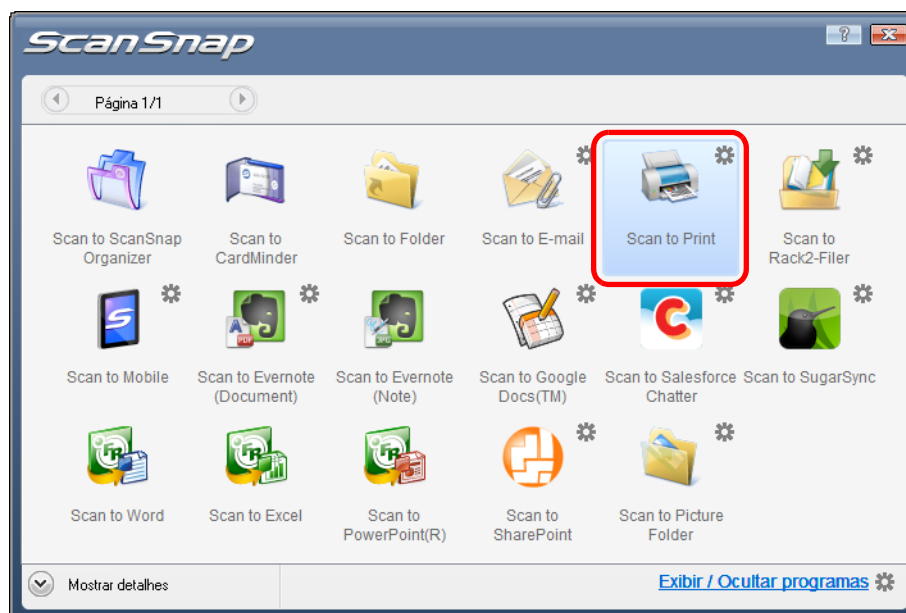 ScanSnap
Página 1/1
Scan to ScanSnap
Organizer
Scan to
CardMinder
Scan to Folder
Scan to E-mail
Scan to Print
Scan to
Rack2-Filer
Scan to Mobile
Scan to Evernote
(Document)
Scan to Evernote
(Note)
Scan to Google
Docs(TM)
Scan to Salesforce
Chatter
Scan to SugarSync
Scan to Word
Scan to Excel
Scan to
PowerPoint(R)
Scan to
SharePoint
Scan to Picture
Folder
Mostrar detalhes
Exibir / Ocultar programas